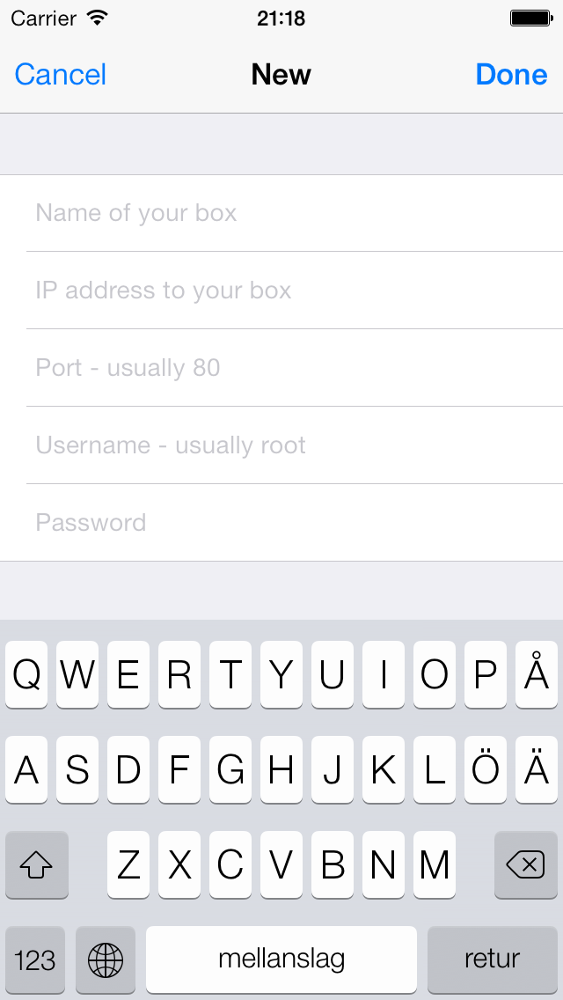 Carrier 21:18
Cancel New Done
Name of your box
IP address to your box
Port - usually 80
Username - usually root
Password
Q W E R T Y U I O P Å
A S D F G H J K L Ö Ä
Z X C V B N M
123 mellanslag retur